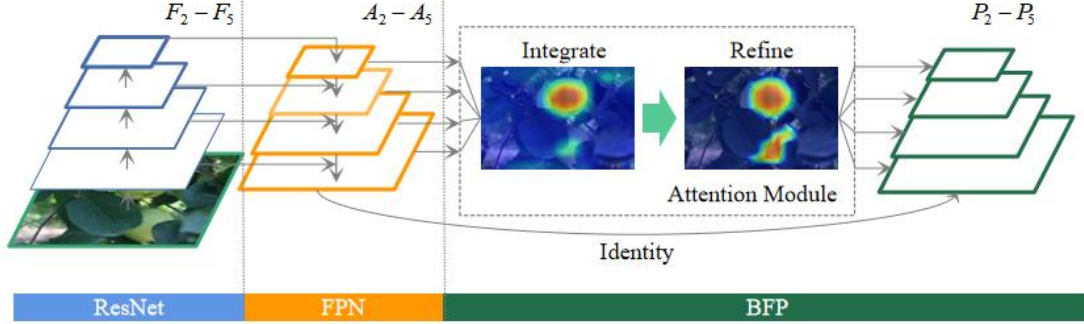 F₂ − F₅
A₂ − A₅
P₂ − P₅
Integrate
Refine
Attention Module
Identity
ResNet
FPN
BFP